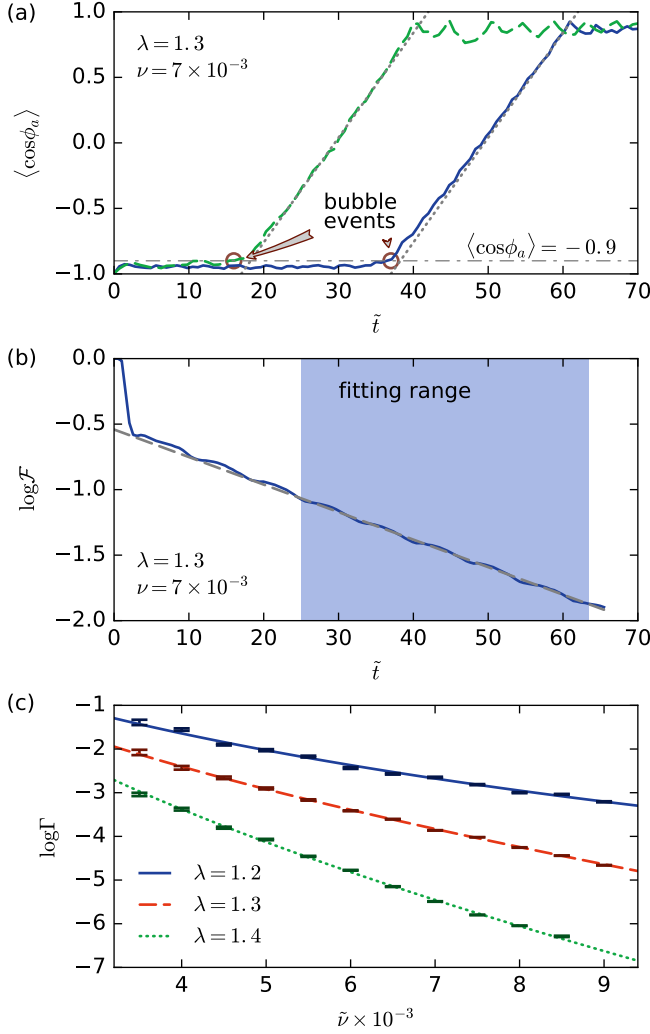 (a)
1.0
0.5
0.0
−0.5
−1.0
⟨cosϕₐ⟩
λ = 1.3
ν = 7 × 10⁻³
bubble
events
⟨cosϕₐ⟩ = −0.9
0 10 20 30 40 50 60 70
t̃
(b)
0.0
−0.5
−1.0
−1.5
−2.0
logℱ
fitting range
λ = 1.3
ν = 7 × 10⁻³
0 10 20 30 40 50 60 70
t̃
(c)
−1
−2
−3
−4
−5
−6
−7
logΓ
λ = 1.2
λ = 1.3
λ = 1.4
4 5 6 7 8 9
ν̃ × 10⁻³